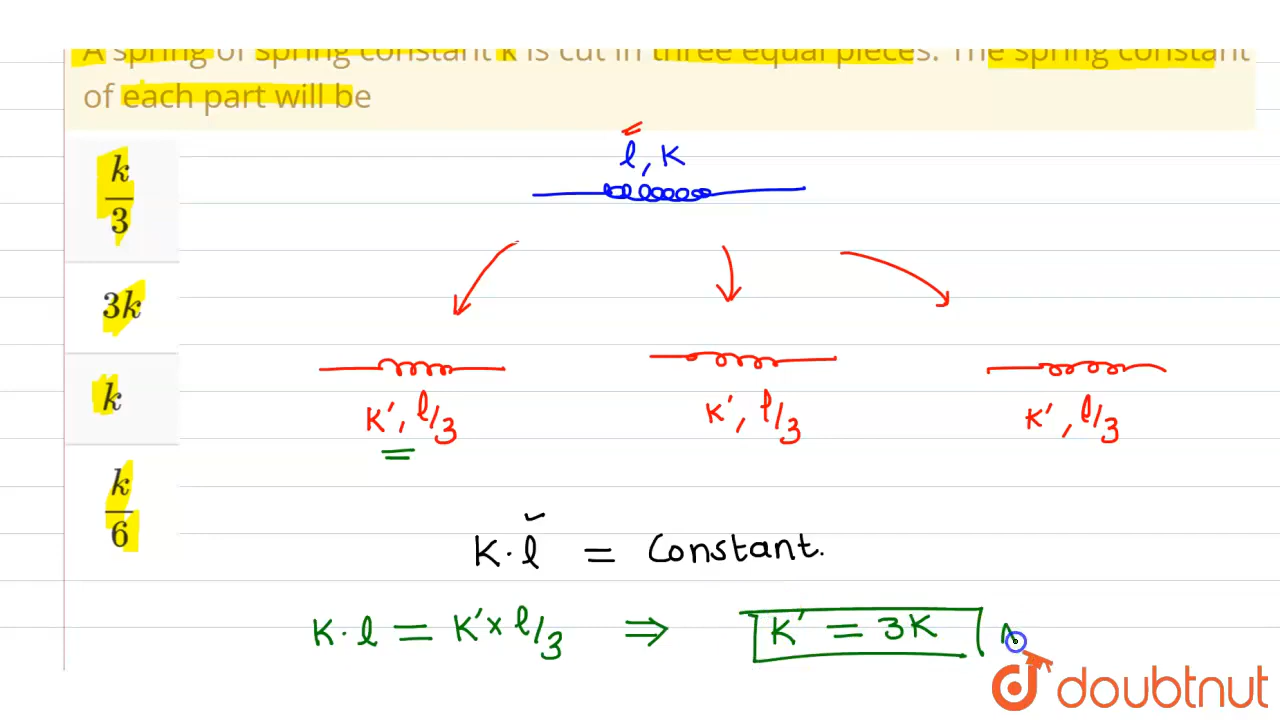 A spring of spring constant k is cut in three equal pieces. The spring constant
of each part will be
k/3
3k
k
k/6
l, K
K', l/3
K', l/3
K', l/3
K · l = Constant.
K · l = K' × l/3 ⇒ K' = 3K
doubtnut